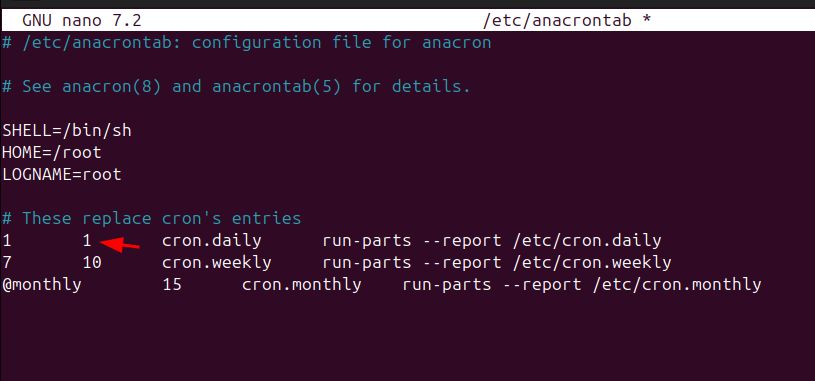 GNU nano 7.2 /etc/anacrontab *
# /etc/anacrontab: configuration file for anacron
# See anacron(8) and anacrontab(5) for details.
SHELL=/bin/sh
HOME=/root
LOGNAME=root
# These replace cron's entries
1 1 cron.daily run-parts --report /etc/cron.daily
7 10 cron.weekly run-parts --report /etc/cron.weekly
@monthly 15 cron.monthly run-parts --report /etc/cron.monthly